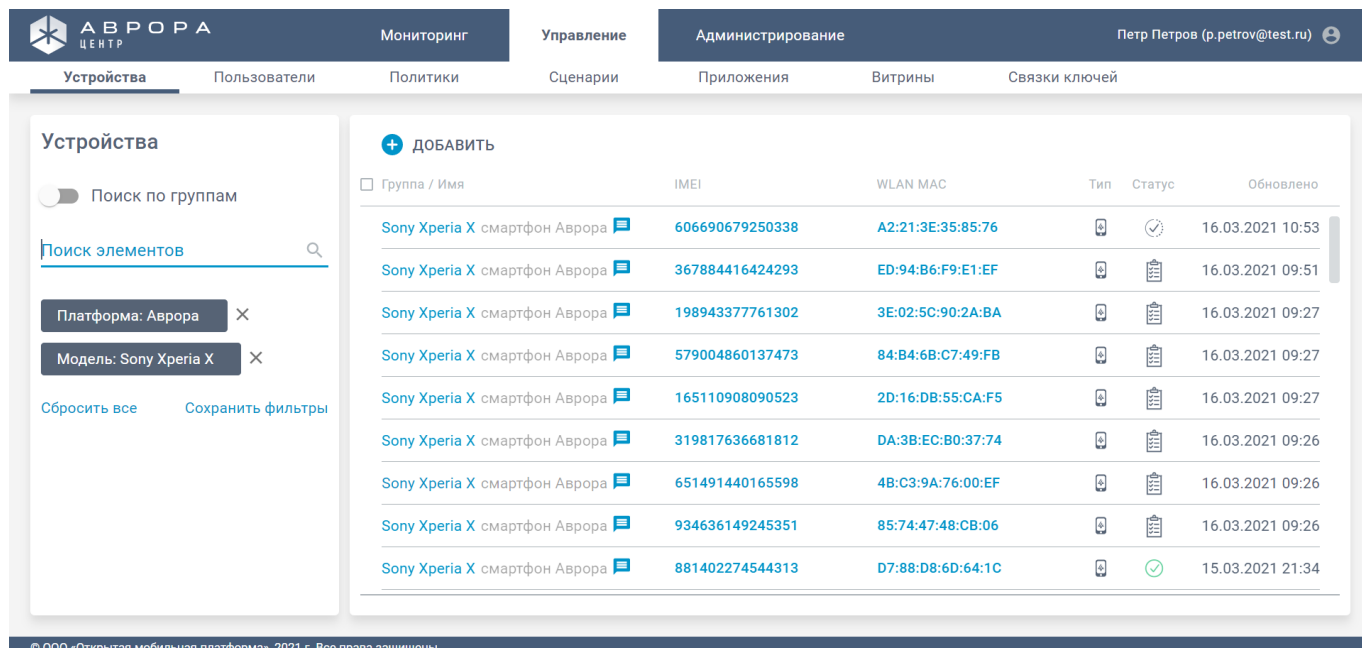 АВРОРА
ЦЕНТР
Мониторинг Управление Администрирование Петр Петров (p.petrov@test.ru)
Устройства Пользователи Политики Сценарии Приложения Витрины Связки ключей
Устройства
Поиск по группам
Поиск элементов
Платформа: Аврора
Модель: Sony Xperia X
Сбросить все Сохранить фильтры
ДОБАВИТЬ
Группа / Имя IMEI WLAN MAC Тип Статус Обновлено
Sony Xperia X смартфон Аврора 606690679250338 A2:21:3E:35:85:76 16.03.2021 10:53
Sony Xperia X смартфон Аврора 367884416424293 ED:94:B6:F9:E1:EF 16.03.2021 09:51
Sony Xperia X смартфон Аврора 198943377761302 3E:02:5C:90:2A:BA 16.03.2021 09:27
Sony Xperia X смартфон Аврора 579004860137473 84:B4:6B:C7:49:FB 16.03.2021 09:27
Sony Xperia X смартфон Аврора 165110908090523 2D:16:DB:55:CA:F5 16.03.2021 09:27
Sony Xperia X смартфон Аврора 319817636681812 DA:3B:EC:B0:37:74 16.03.2021 09:26
Sony Xperia X смартфон Аврора 651491440165598 4B:C3:9A:76:00:EF 16.03.2021 09:26
Sony Xperia X смартфон Аврора 934636149245351 85:74:47:48:CB:06 16.03.2021 09:26
Sony Xperia X смартфон Аврора 881402274544313 D7:88:D8:6D:64:1C 15.03.2021 21:34
© ООО «Открытая мобильная платформа», 2021 г. Все права защищены